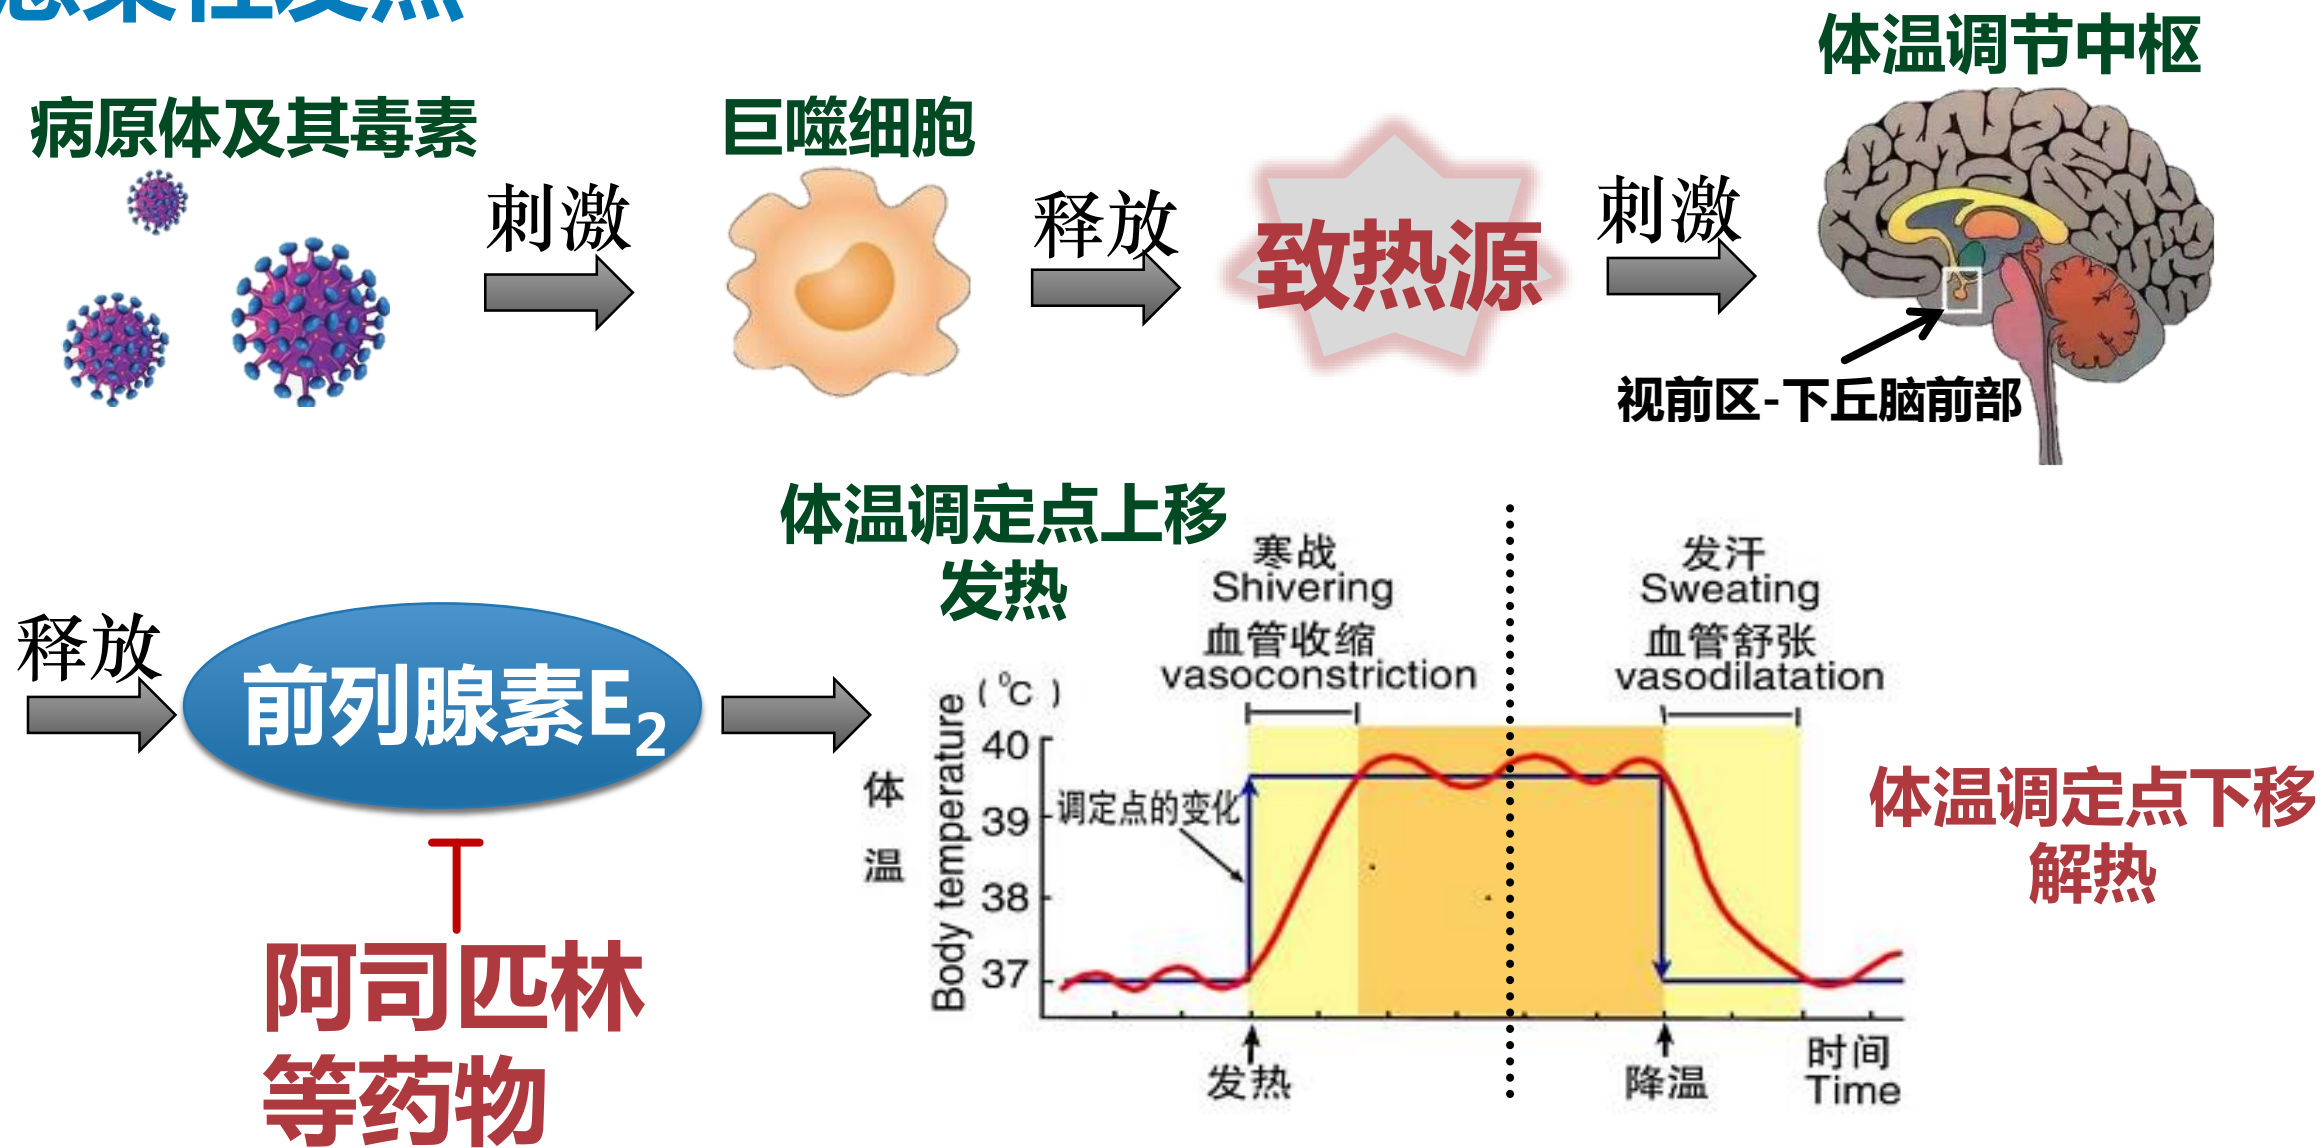 体温调节中枢
病原体及其毒素
巨噬细胞
刺激
释放
致热源
刺激
视前区-下丘脑前部
释放
前列腺素E₂
阿司匹林
等药物
体温调定点上移
发热
寒战
Shivering
血管收缩
vasoconstriction
发汗
Sweating
血管舒张
vasodilatation
(⁰C)
体
温
Body temperature
40
39
38
37
调定点的变化
发热
降温
时间
Time
体温调定点下移
解热